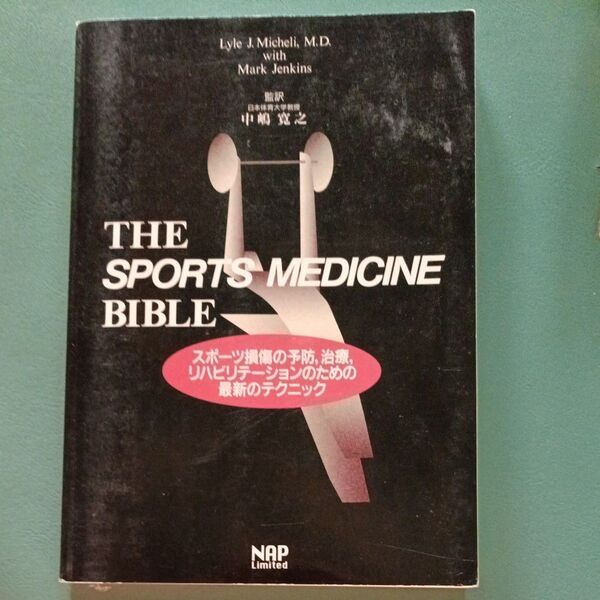 Lyle J. Micheli, M.D.
with
Mark Jenkins
監訳
日本体育大学教授
中嶋 寛之
THE
SPORTS MEDICINE
BIBLE
スポーツ損傷の予防,治療,
リハビリテーションのための
最新のテクニック
NAP
Limited